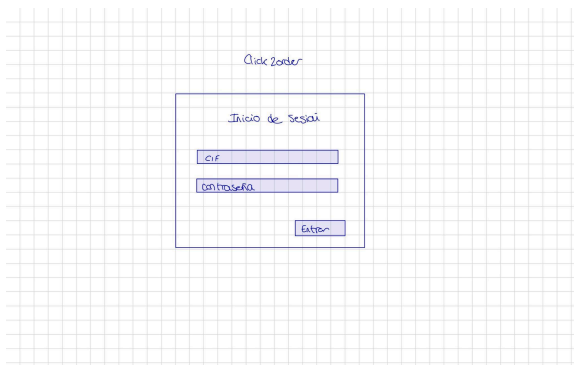 Click2order
Inicio de sesión
CIF
contraseña
Entrar